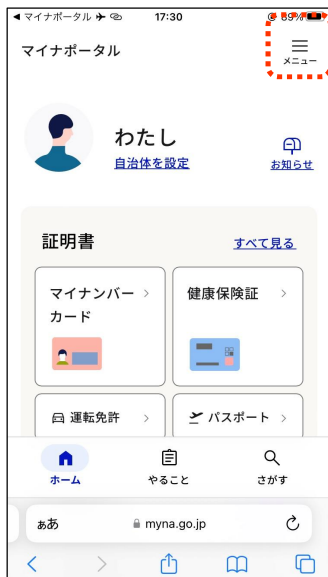 ◀ マイナポータル
17:30
89%
マイナポータル
メニュー
わたし
自治体を設定
お知らせ
証明書
すべて見る
マイナンバー
カード
健康保険証
運転免許
パスポート
ホーム
やること
さがす
ぁあ
myna.go.jp